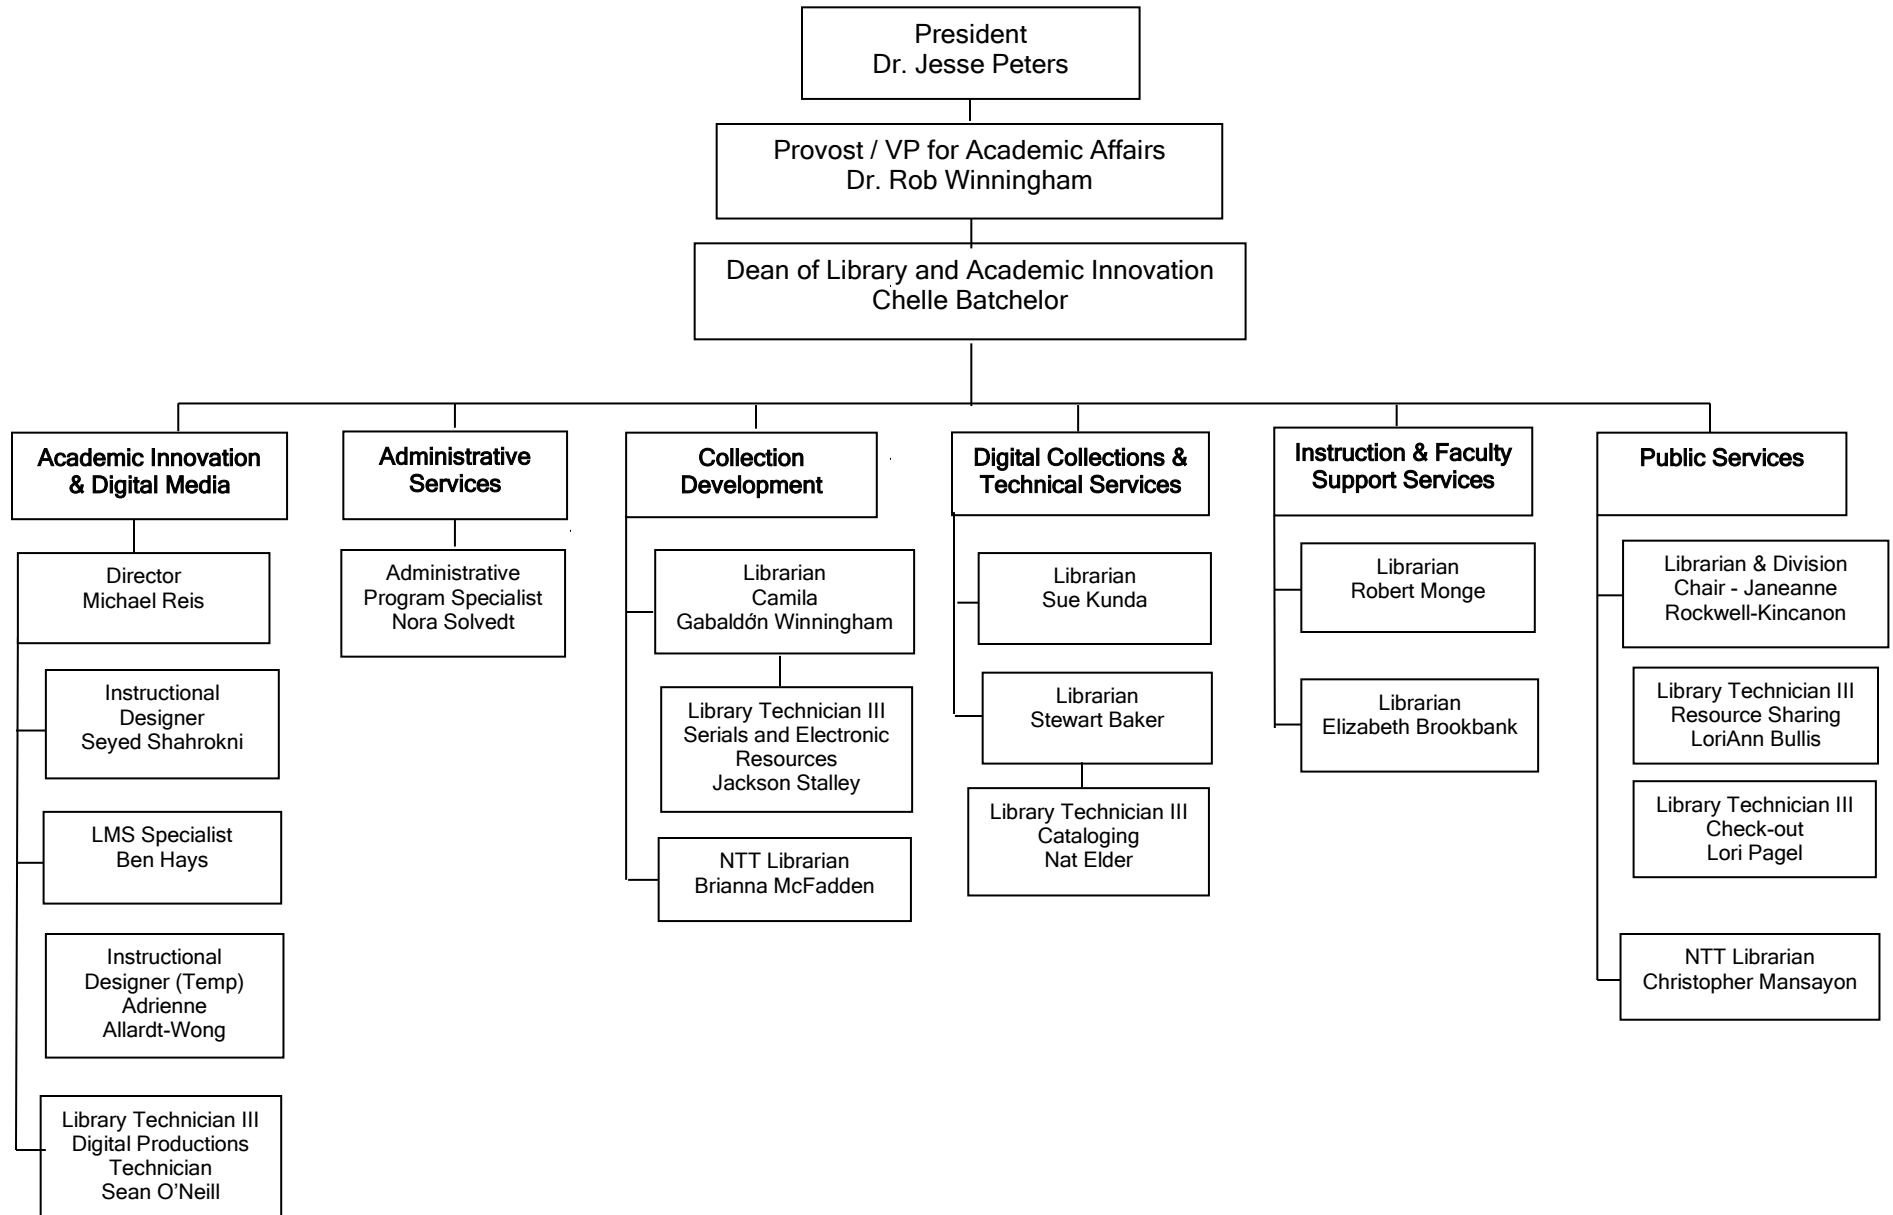 President
Dr. Jesse Peters
Provost / VP for Academic Affairs
Dr. Rob Winningham
Dean of Library and Academic Innovation
Chelle Batchelor
Academic Innovation
& Digital Media
Director
Michael Reis
Instructional
Designer
Seyed Shahrokni
LMS Specialist
Ben Hays
Instructional
Designer (Temp)
Adrienne
Allardt-Wong
Library Technician III
Digital Productions
Technician
Sean O’Neill
Administrative
Services
Administrative
Program Specialist
Nora Solvedt
Collection
Development
Librarian
Camila
Gabaldón Winningham
Library Technician III
Serials and Electronic
Resources
Jackson Stalley
NTT Librarian
Brianna McFadden
Digital Collections &
Technical Services
Librarian
Sue Kunda
Librarian
Stewart Baker
Library Technician III
Cataloging
Nat Elder
Instruction & Faculty
Support Services
Librarian
Robert Monge
Librarian
Elizabeth Brookbank
Public Services
Librarian & Division
Chair - Janeanne
Rockwell-Kincanon
Library Technician III
Resource Sharing
LoriAnn Bullis
Library Technician III
Check-out
Lori Pagel
NTT Librarian
Christopher Mansayon